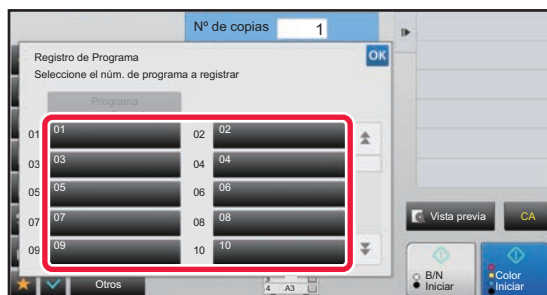 Nº de copias 1
Registro de Programa
OK
Seleccione el núm. de programa a registrar
Programa
01 01 02 02
03 03 04 04
05 05 06 06
07 07 08 08
09 09 10 10
Vista previa CA
Otros
4 A3
B/N
Iniciar
Color
Iniciar